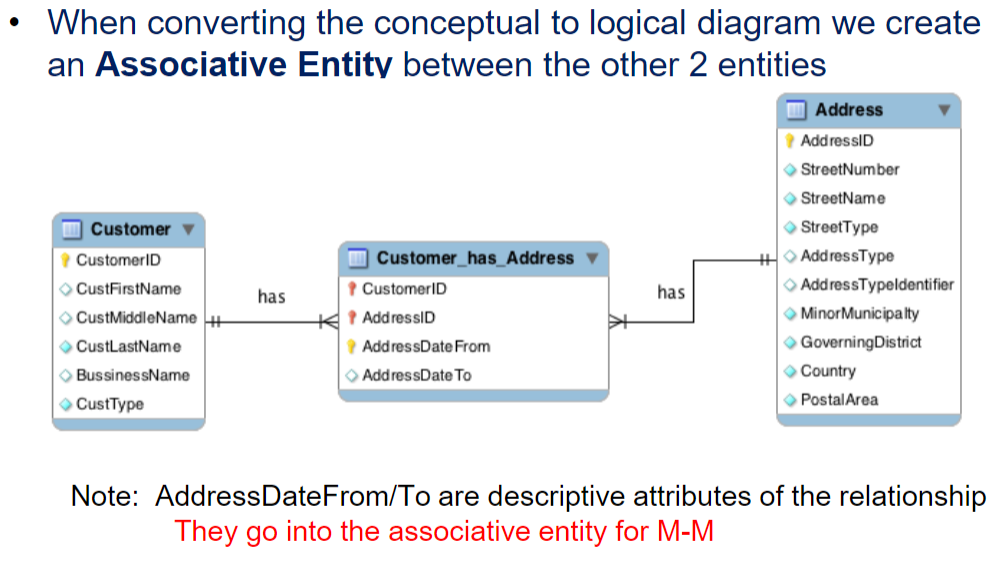 • When converting the conceptual to logical diagram we create
an Associative Entity between the other 2 entities
Address
AddressID
StreetNumber
StreetName
StreetType
AddressType
AddressTypeIdentifier
MinorMunicipalty
GoverningDistrict
Country
PostalArea
Customer
CustomerID
CustFirstName
CustMiddleName
CustLastName
BussinessName
CustType
has
Customer_has_Address
CustomerID
AddressID
AddressDateFrom
AddressDateTo
has
Note: AddressDateFrom/To are descriptive attributes of the relationship
They go into the associative entity for M-M